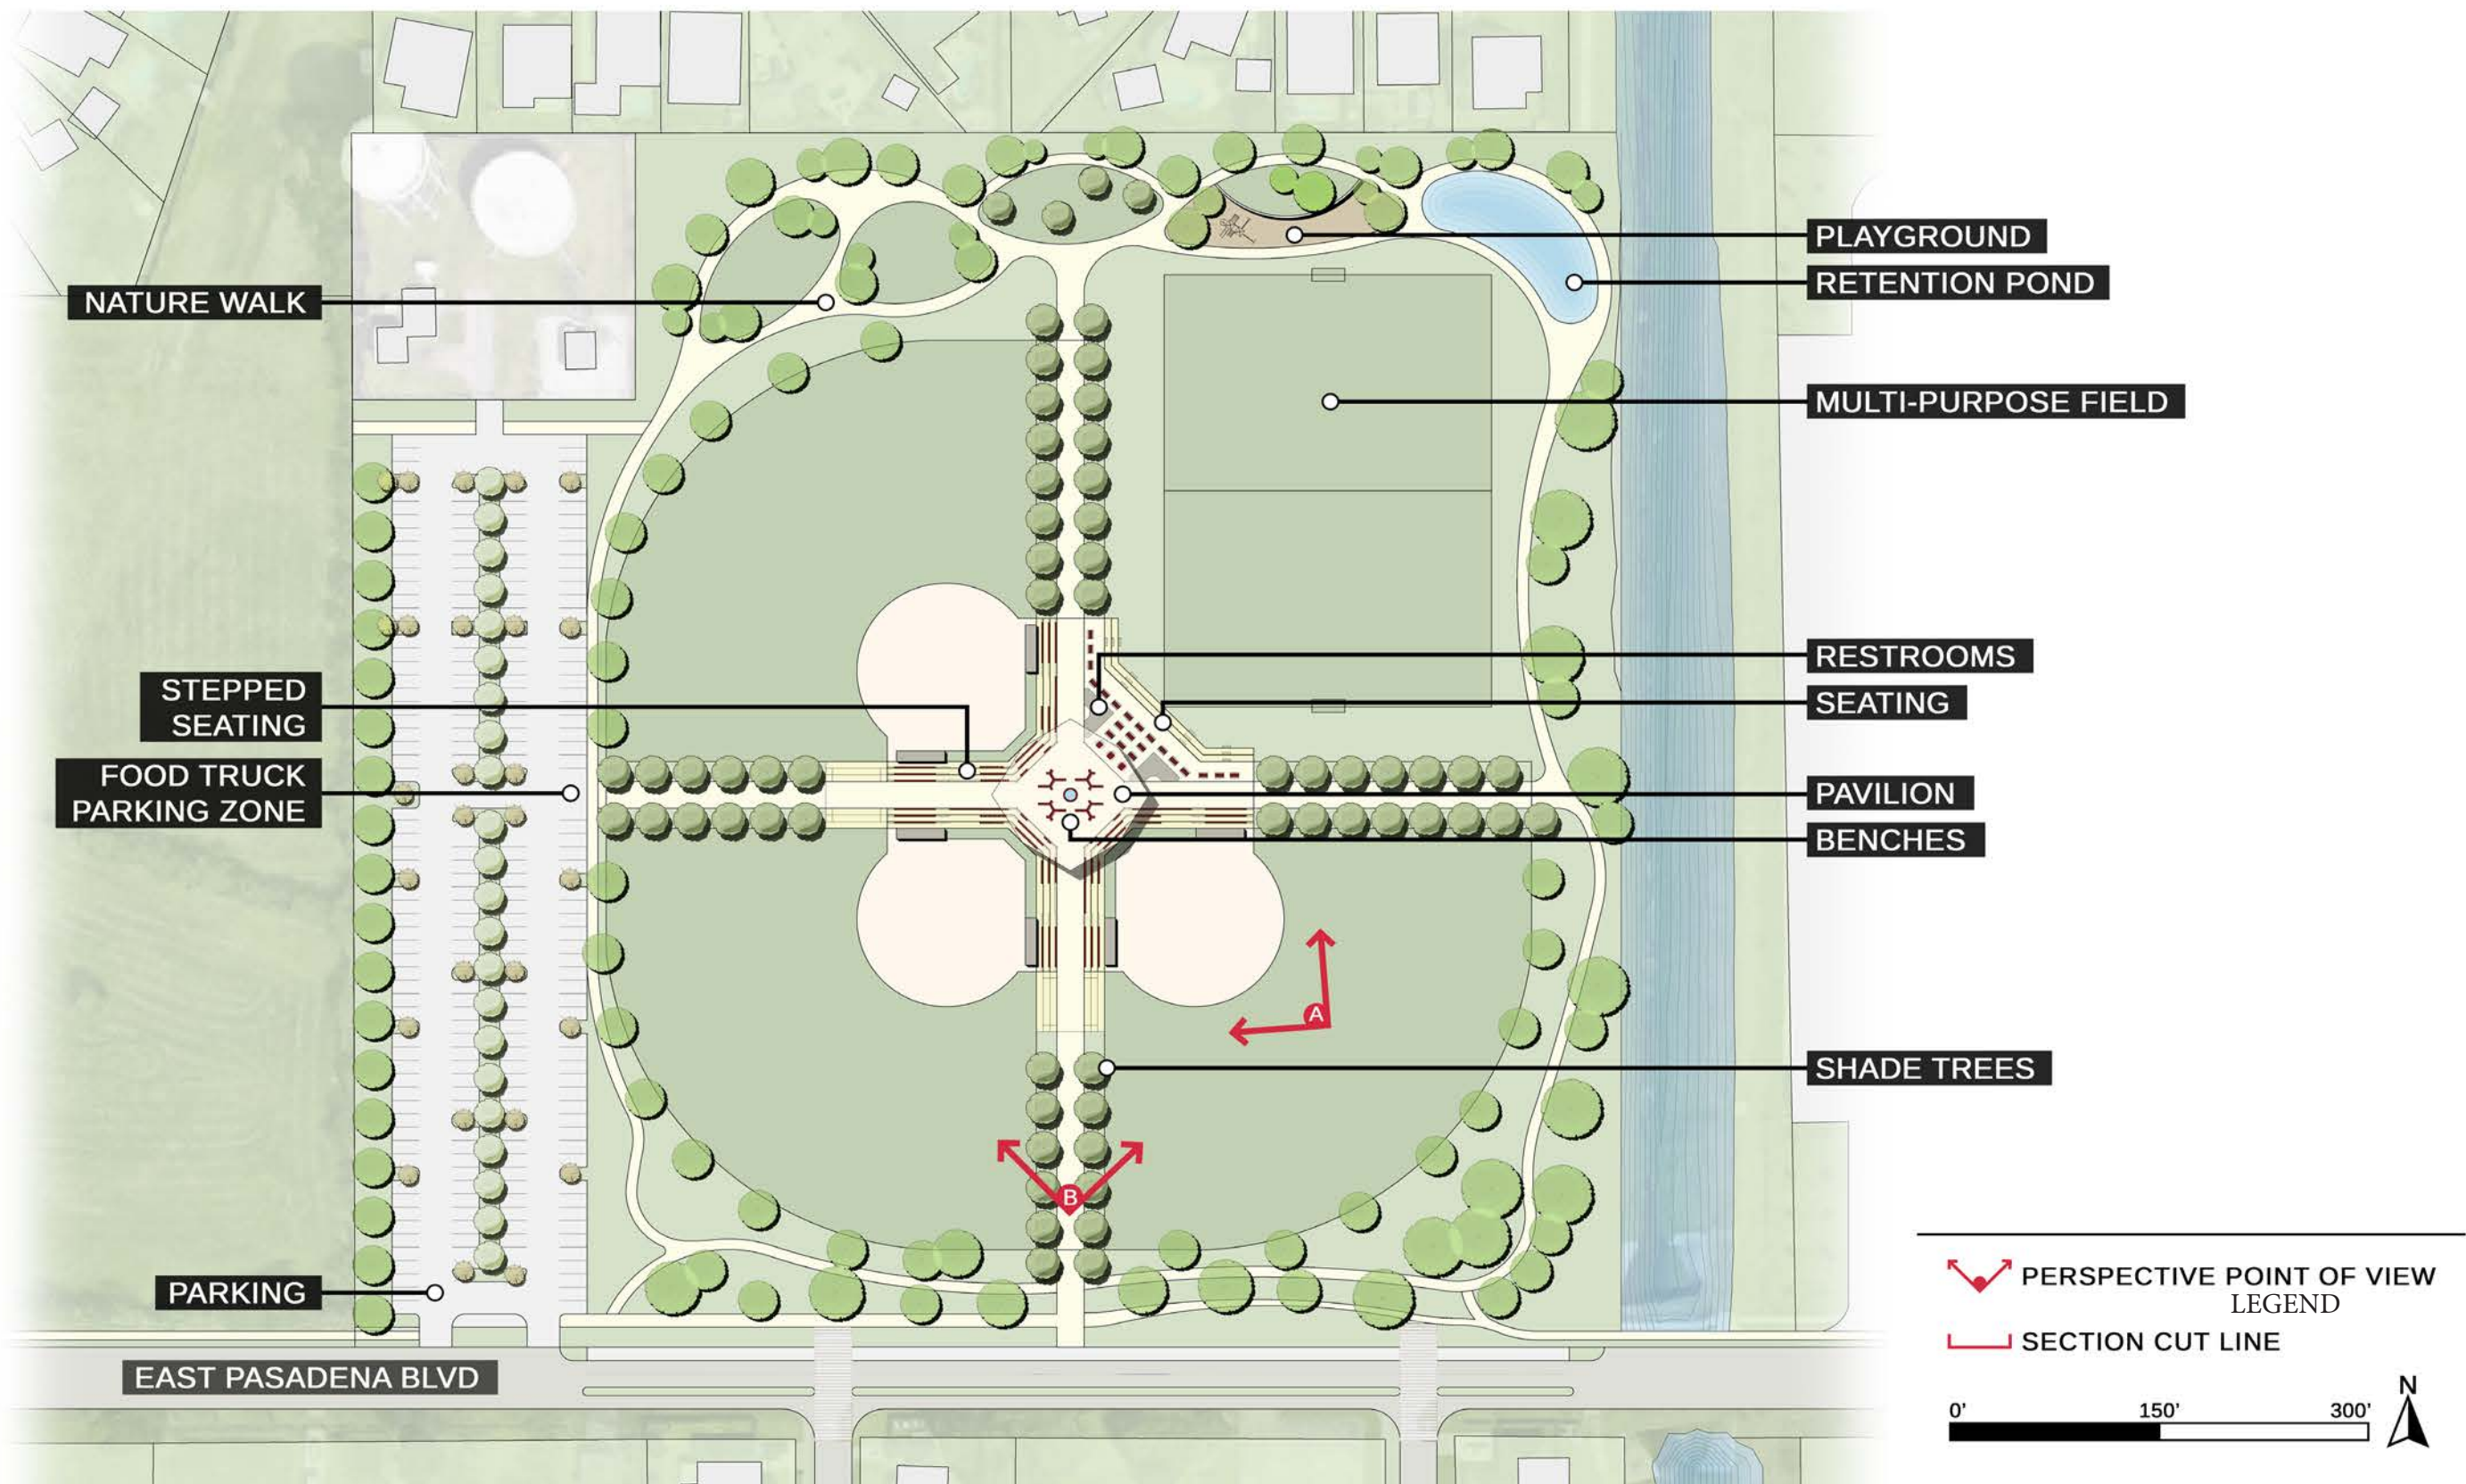 PLAYGROUND
RETENTION POND
NATURE WALK
MULTI-PURPOSE FIELD
RESTROOMS
STEPPED
SEATING
SEATING
FOOD TRUCK
PARKING ZONE
PAVILION
BENCHES
A
SHADE TREES
B
PARKING
EAST PASADENA BLVD
PERSPECTIVE POINT OF VIEW
LEGEND
SECTION CUT LINE
N
0' 150' 300'